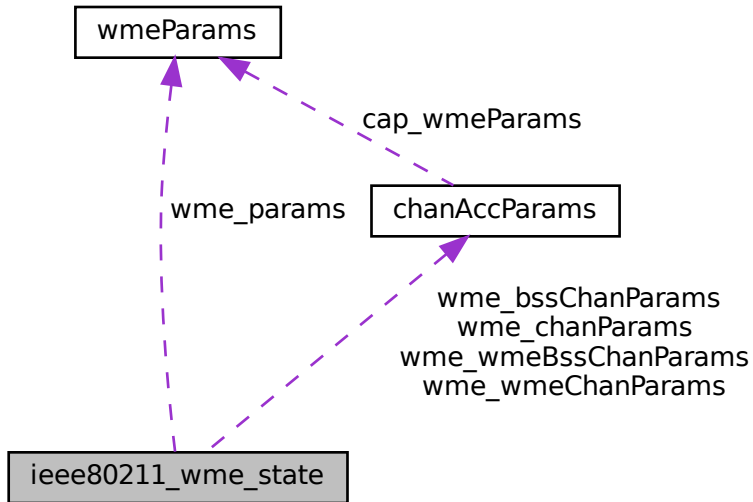 wmeParams
cap_wmeParams
chanAccParams
wme_params
wme_bssChanParams
wme_chanParams
wme_wmeBssChanParams
wme_wmeChanParams
ieee80211_wme_state